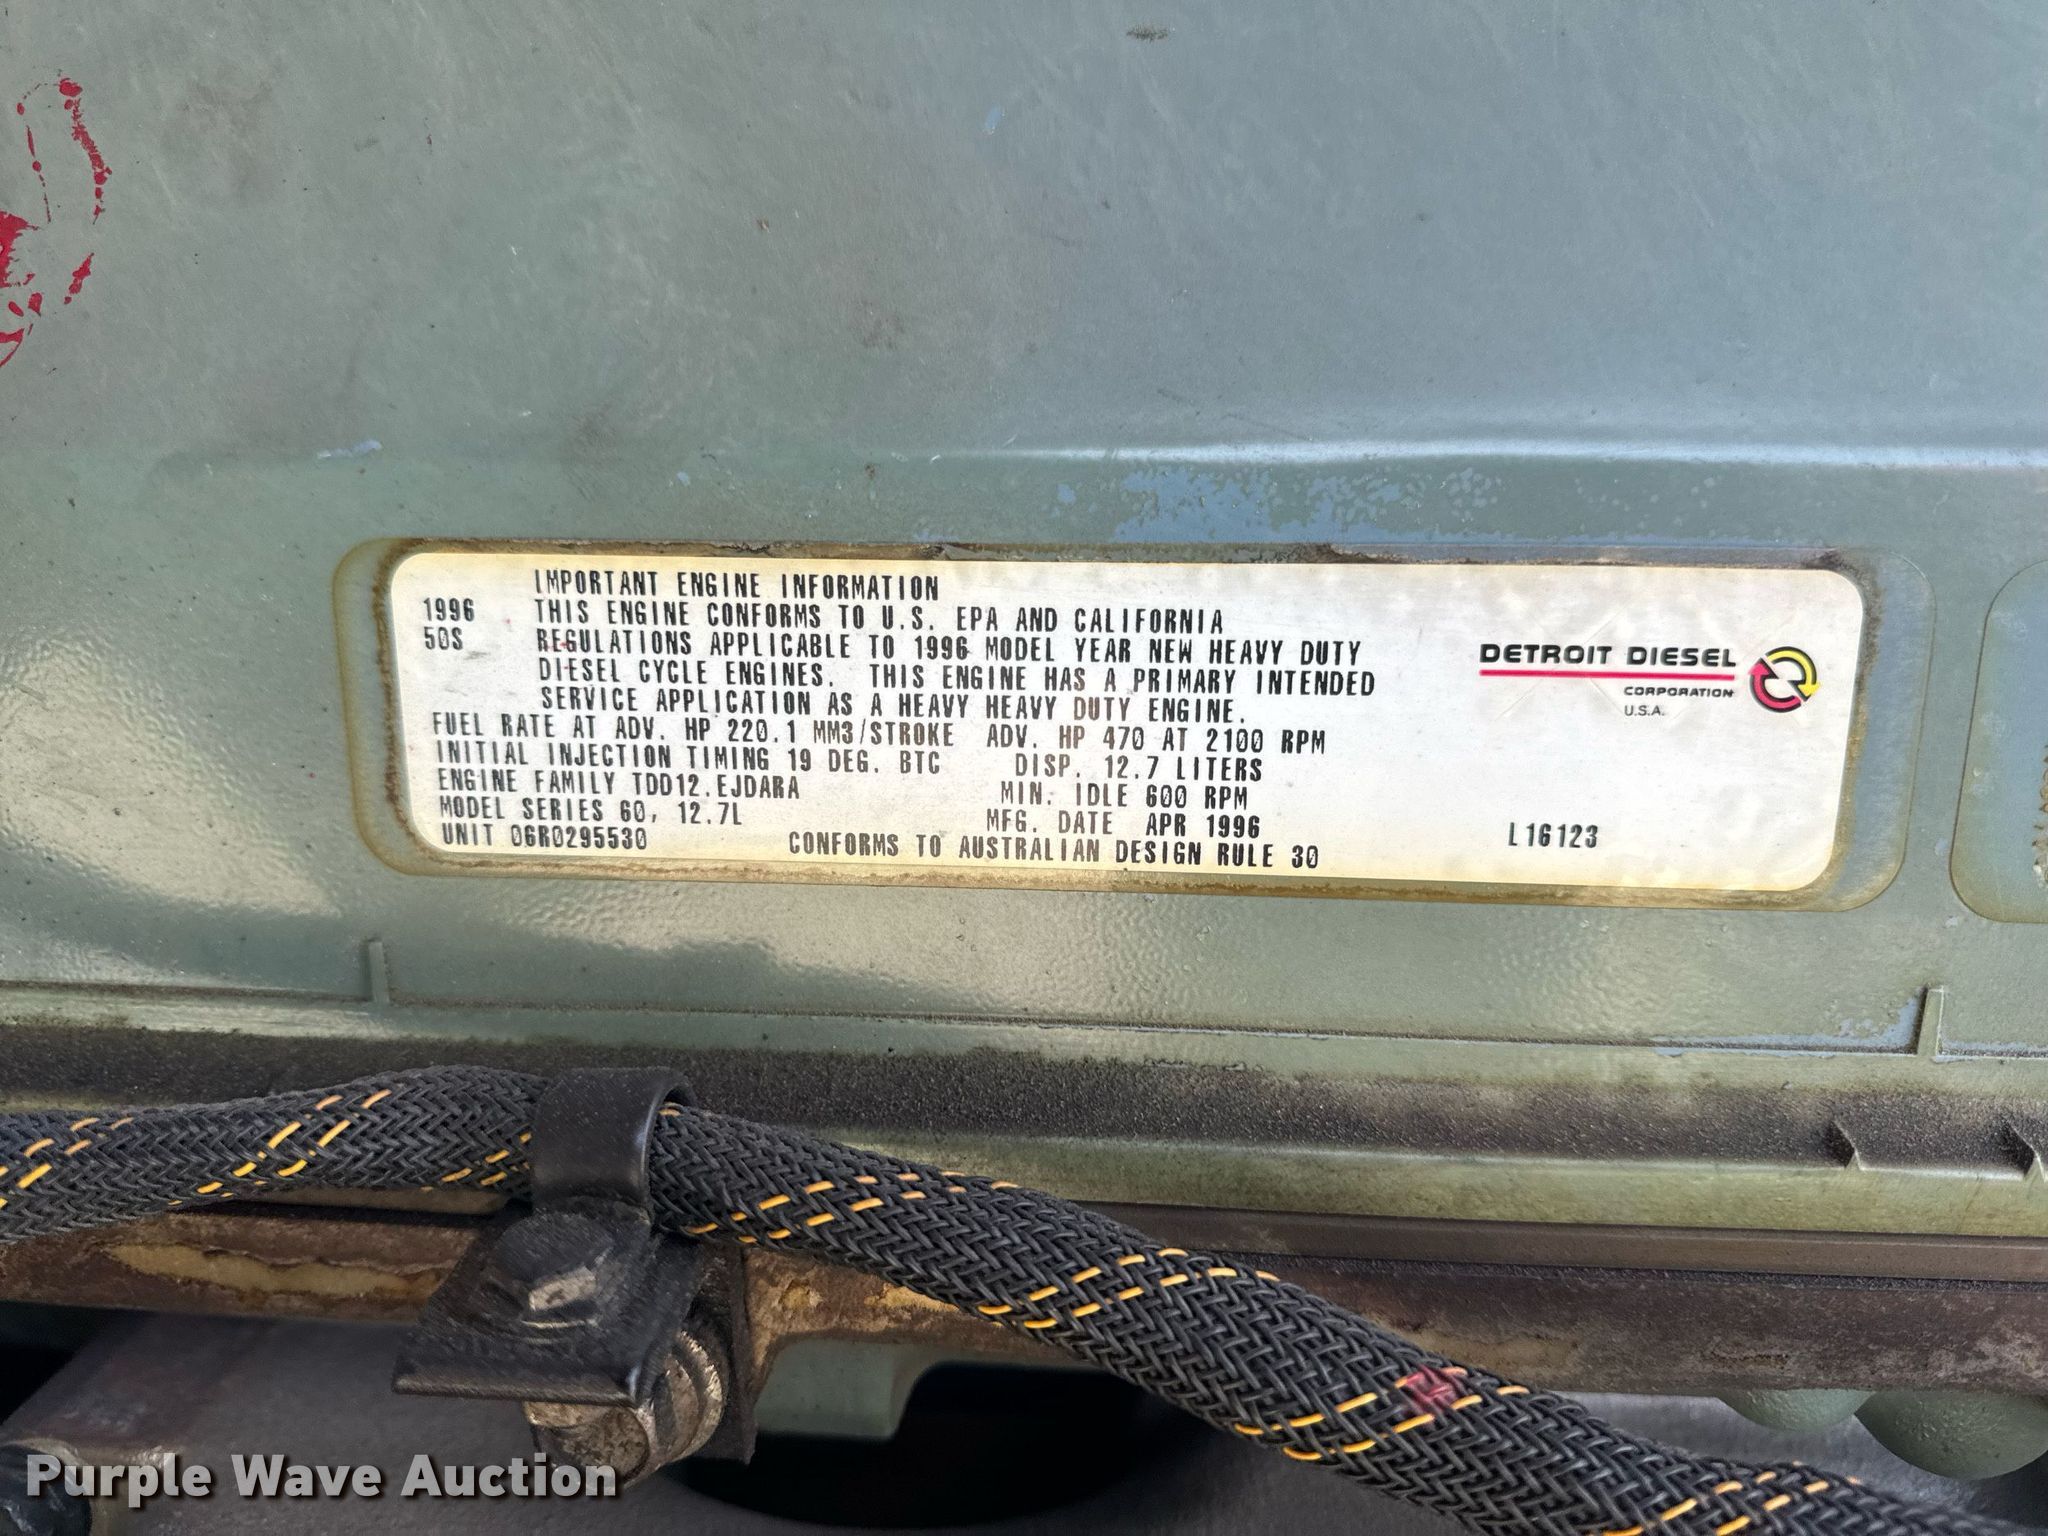 IMPORTANT ENGINE INFORMATION
1996 THIS ENGINE CONFORMS TO U.S. EPA AND CALIFORNIA
50S REGULATIONS APPLICABLE TO 1996 MODEL YEAR NEW HEAVY DUTY
DIESEL CYCLE ENGINES. THIS ENGINE HAS A PRIMARY INTENDED
SERVICE APPLICATION AS A HEAVY HEAVY DUTY ENGINE.
FUEL RATE AT ADV. HP 220.1 MM3/STROKE ADV. HP 470 AT 2100 RPM
INITIAL INJECTION TIMING 19 DEG. BTC DISP. 12.7 LITERS
ENGINE FAMILY TDD12.EJDARA MIN. IDLE 600 RPM
MODEL SERIES 60, 12.7L MFG. DATE APR 1996
UNIT 06R0295530 CONFORMS TO AUSTRALIAN DESIGN RULE 30
DETROIT DIESEL
CORPORATION
U.S.A.
L16123
Purple Wave Auction